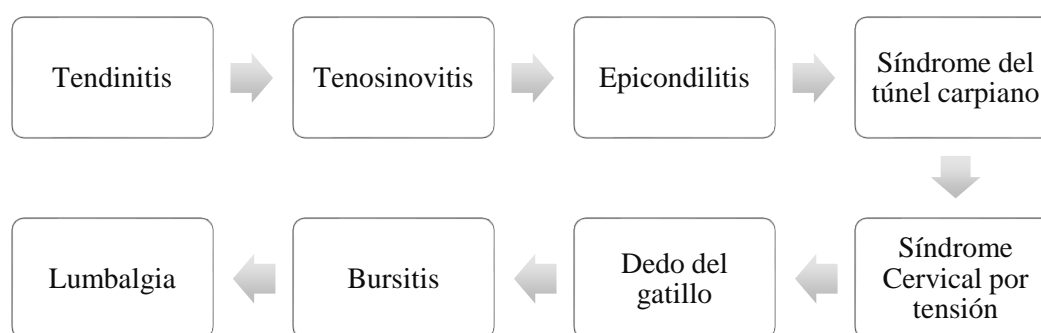 Tendinitis
Tenosinovitis
Epicondilitis
Síndrome del
túnel carpiano
Síndrome
Cervical por
tensión
Dedo del
gatillo
Bursitis
Lumbalgia